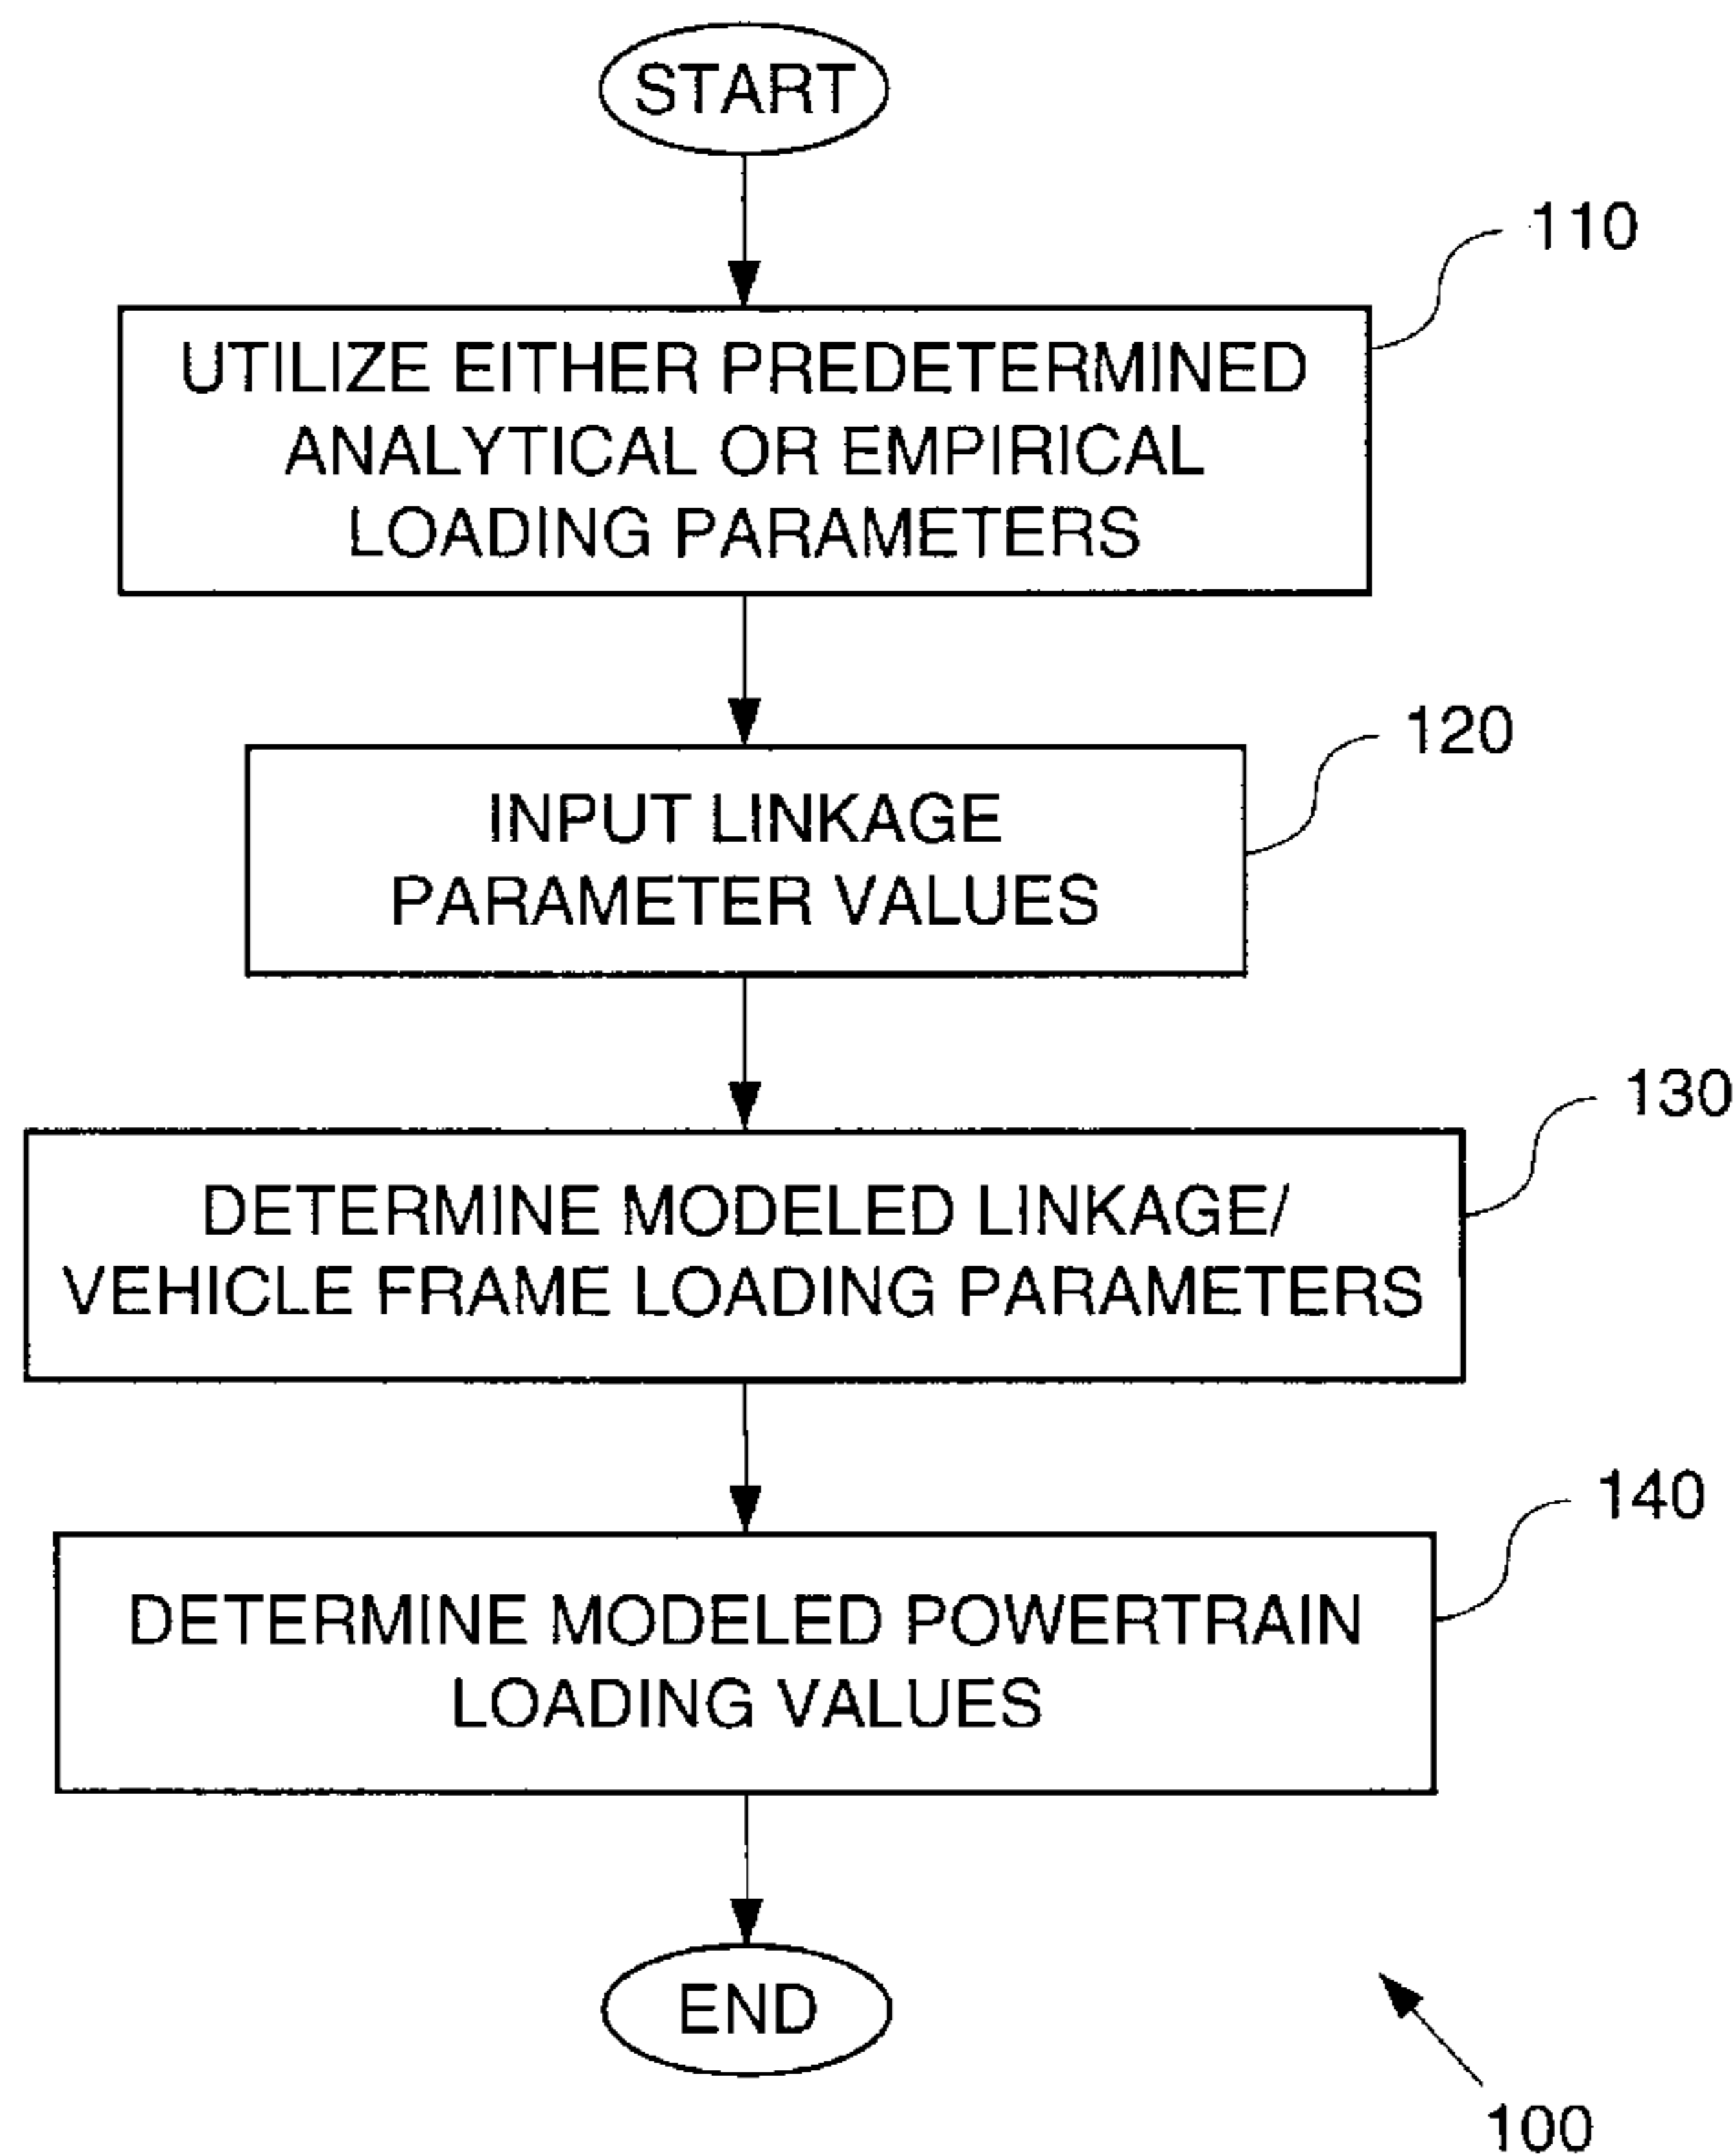 START
110
UTILIZE EITHER PREDETERMINED
ANALYTICAL OR EMPIRICAL
LOADING PARAMETERS
120
INPUT LINKAGE
PARAMETER VALUES
130
DETERMINE MODELED LINKAGE/
VEHICLE FRAME LOADING PARAMETERS
140
DETERMINE MODELED POWERTRAIN
LOADING VALUES
END
100